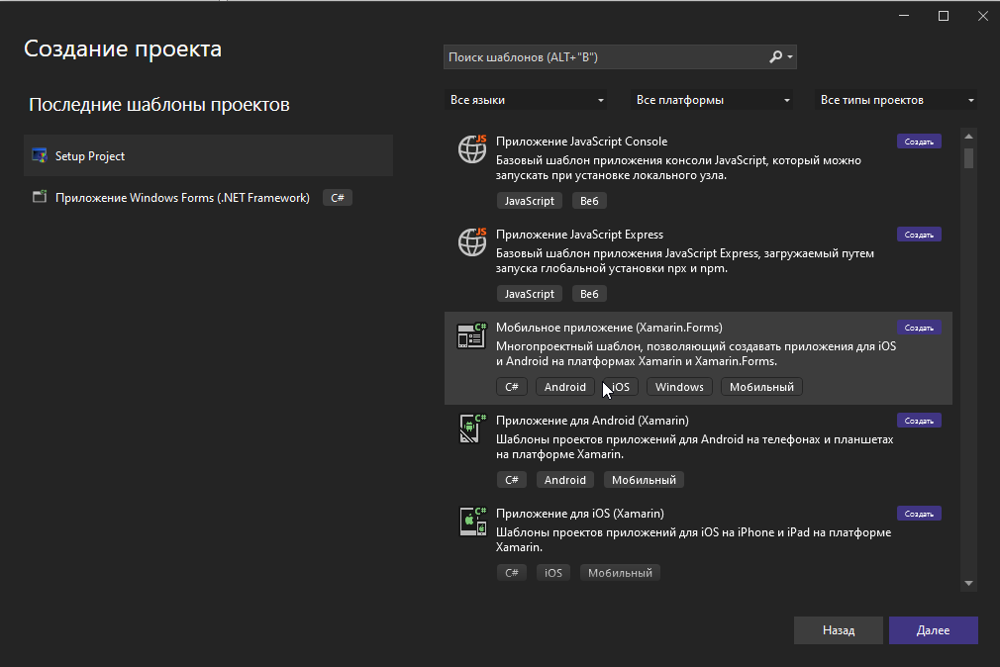 Создание проекта
Поиск шаблонов (ALT+"B")
Последние шаблоны проектов
Все языки
Все платформы
Все типы проектов
Setup Project
Приложение Windows Forms (.NET Framework)
C#
JS
Приложение JavaScript Console
Создать
Базовый шаблон приложения консоли JavaScript, который можно
запускать при установке локального узла.
JavaScript
Веб
JS
Приложение JavaScript Express
Создать
Базовый шаблон приложения JavaScript Express, загружаемый путем
запуска глобальной установки npx и npm.
JavaScript
Веб
C#
Мобильное приложение (Xamarin.Forms)
Создать
Многопроектный шаблон, позволяющий создавать приложения для iOS
и Android на платформах Xamarin и Xamarin.Forms.
C#
Android
iOS
Windows
Мобильный
C#
Приложение для Android (Xamarin)
Создать
Шаблоны проектов приложений для Android на телефонах и планшетах
на платформе Xamarin.
C#
Android
Мобильный
C#
Приложение для iOS (Xamarin)
Создать
Шаблоны проектов приложений для iOS на iPhone и iPad на платформе
Xamarin.
C#
iOS
Мобильный
Назад
Далее